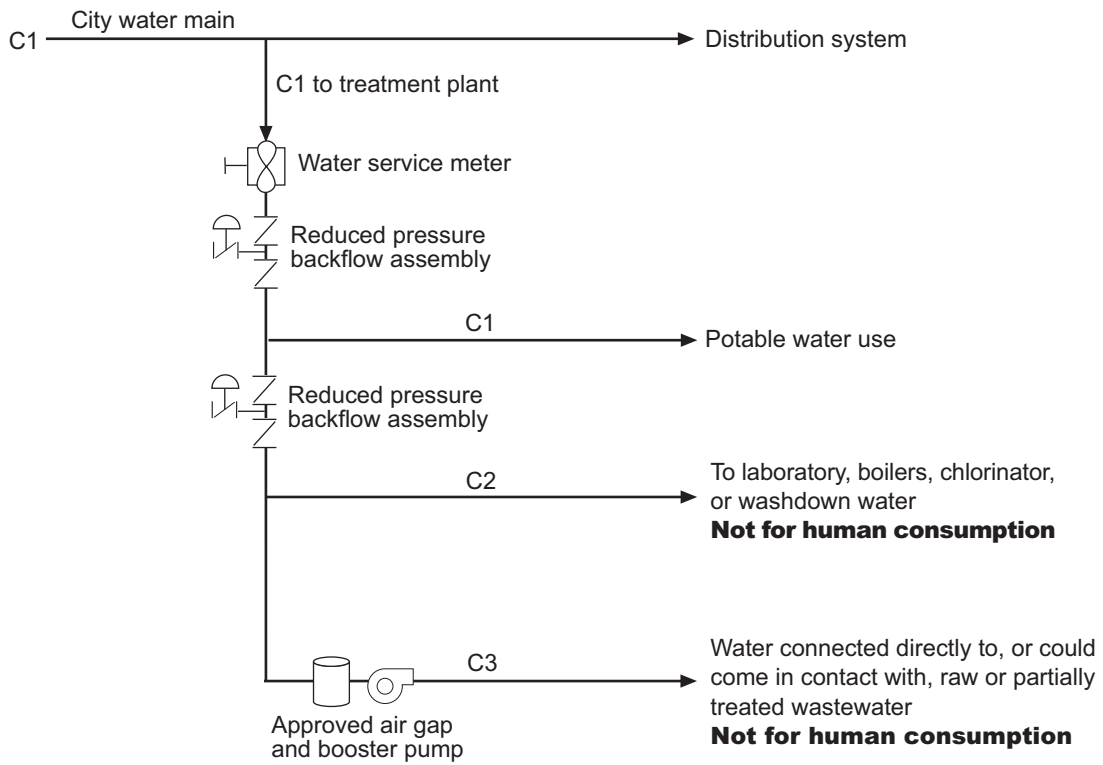 City water main
C1
Distribution system
C1 to treatment plant
Water service meter
Reduced pressure
backflow assembly
C1
Potable water use
Reduced pressure
backflow assembly
C2
To laboratory, boilers, chlorinator,
or washdown water
Not for human consumption
C3
Water connected directly to, or could
come in contact with, raw or partially
treated wastewater
Not for human consumption
Approved air gap
and booster pump